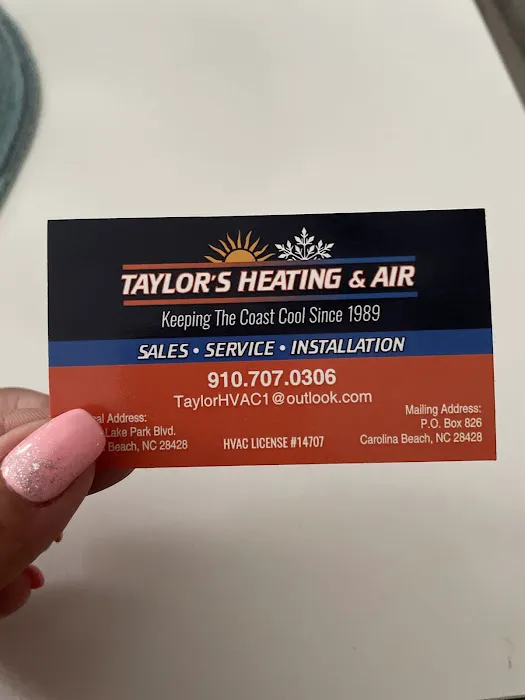 TAYLOR'S HEATING & AIR
Keeping The Coast Cool Since 1989
SALES • SERVICE • INSTALLATION
910.707.0306
TaylorHVAC1@outlook.com
Address:
Lake Park Blvd.
Beach, NC 28428
HVAC LICENSE #14707
Mailing Address:
P.O. Box 826
Carolina Beach, NC 28428